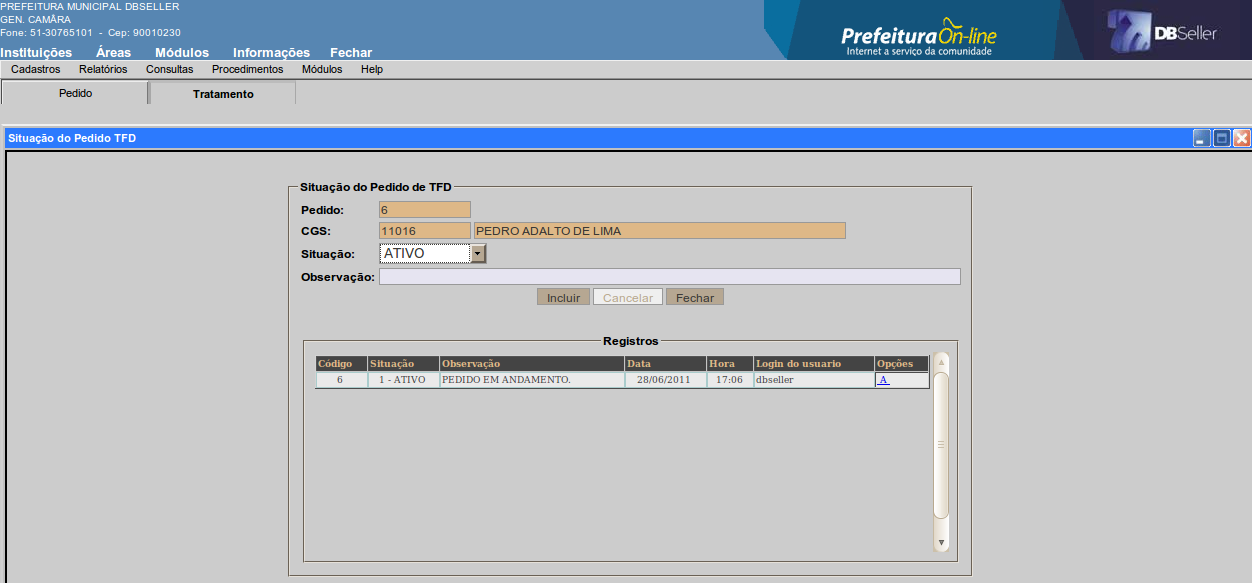 PREFEITURA MUNICIPAL DBSELLER
GEN. CAMÂRA
Fone: 51-30765101 - Cep: 90010230
Prefeitura On-line
Internet a serviço da comunidade
DBSeller
Instituições Áreas Módulos Informações Fechar
Cadastros Relatórios Consultas Procedimentos Módulos Help
Pedido Tratamento
Situação do Pedido TFD
Situação do Pedido de TFD
Pedido: 6
CGS: 11016 PEDRO ADALTO DE LIMA
Situação: ATIVO
Observação:
Incluir Cancelar Fechar
Registros
Código Situação Observação Data Hora Login do usuario Opções
6 1 - ATIVO PEDIDO EM ANDAMENTO. 28/06/2011 17:06 dbseller A